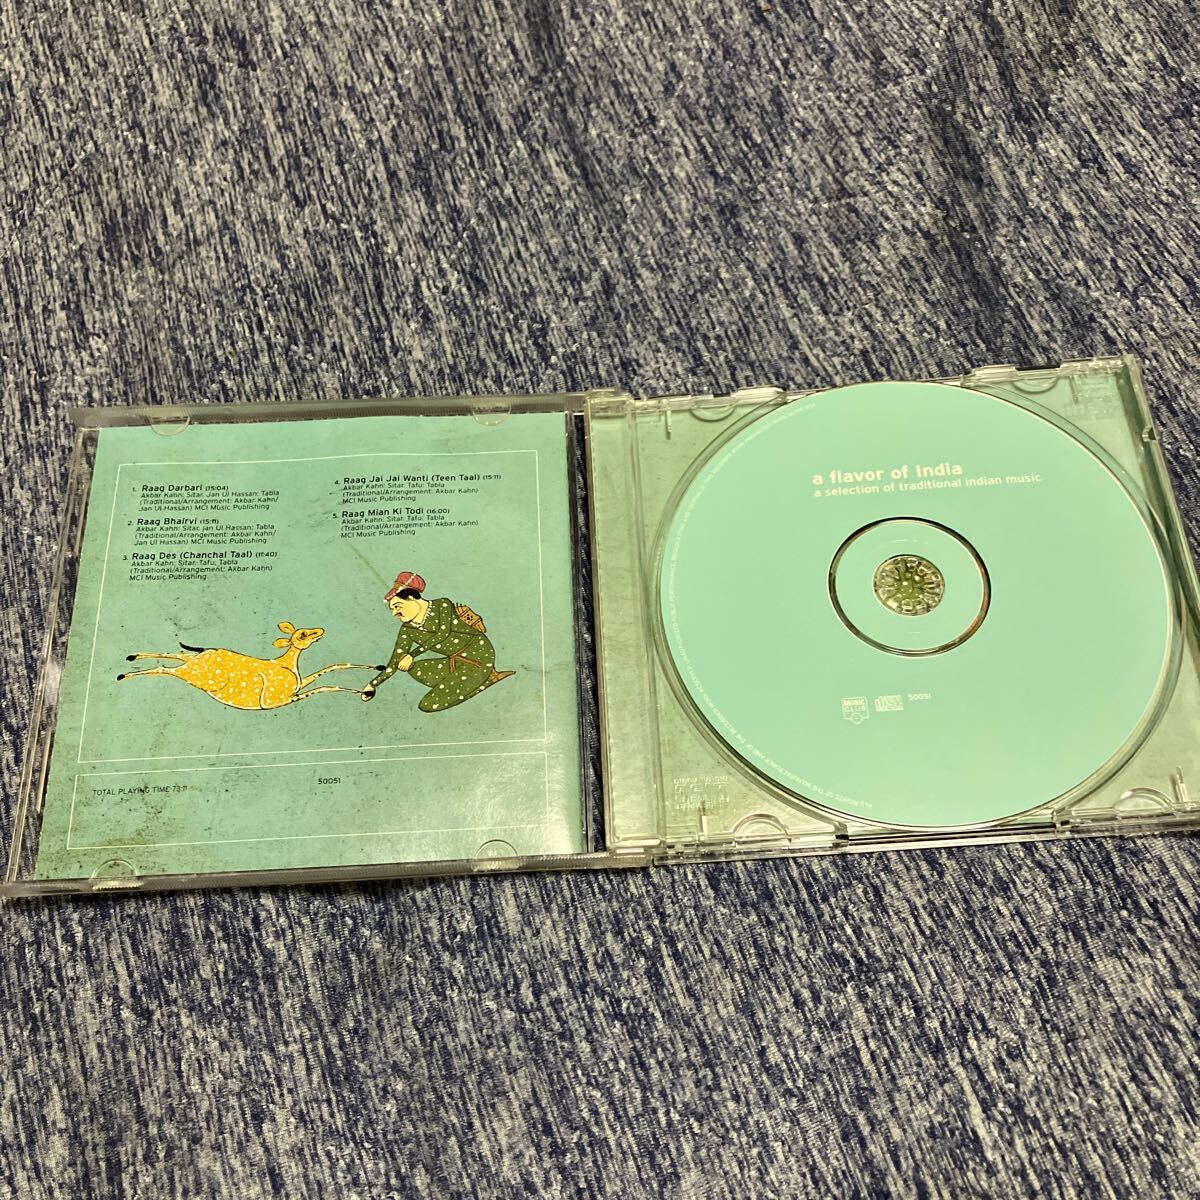 1. Raag Darbari (15:04)
Akbar Kahn: Sitar. Jan Ul Hassan: Tabla
(Traditional/Arrangement: Akbar Kahn/
Jan Ul-Hassan) MCI Music Publishing
2. Raag Bhairvi (15:11)
Akbar Kahn: Sitar. Jan Ul Hassan: Tabla
(Traditional/Arrangement: Akbar Kahn/
Jan Ul Hassan) MCI Music Publishing
3. Raag Des (Chanchal Taal) (11:40)
Akbar Kahn: Sitar. Tafu: Tabla
(Traditional/Arrangement: Akbar Kahn)
MCI Music Publishing
4. Raag Jai Jai Wanti (Teen Taal) (15:11)
Akbar Kahn: Sitar. Tafu: Tabla
(Traditional/Arrangement: Akbar Kahn)
MCI Music Publishing
5. Raag Mian Ki Todi (16:00)
Akbar Kahn: Sitar. Tafu: Tabla
(Traditional/Arrangement: Akbar Kahn)
MCI Music Publishing
50051
TOTAL PLAYING TIME 73:11
a flavor of India
a selection of traditional indian music
MUSIC
CLUB
50051